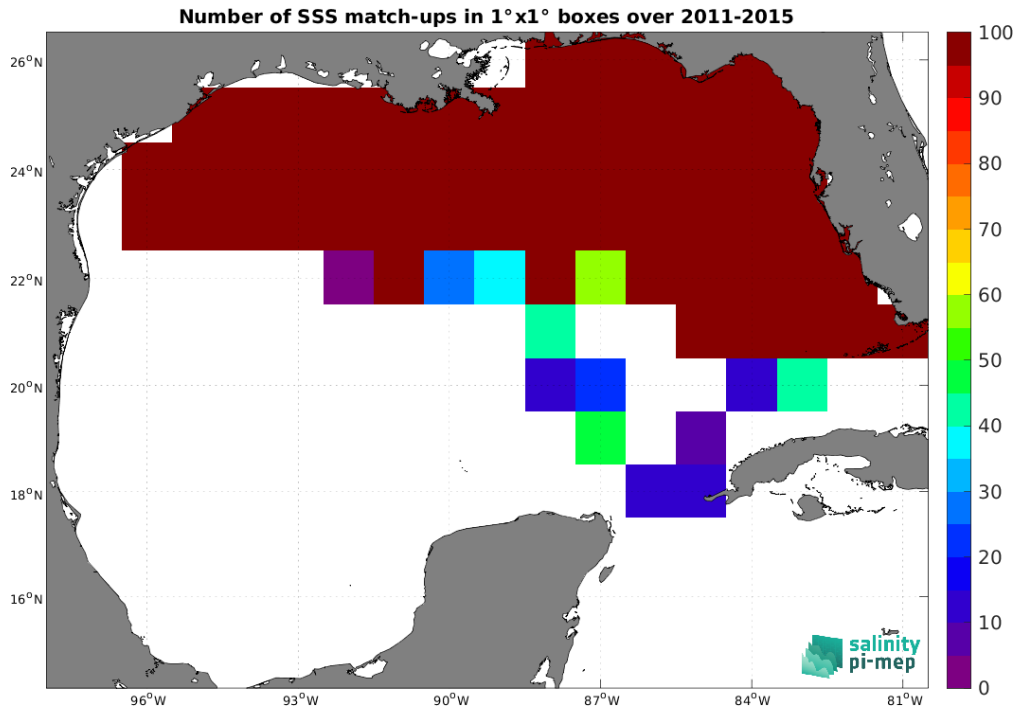 Number of SSS match-ups in 1°x1° boxes over 2011-2015
26°N
24°N
22°N
20°N
18°N
16°N
96°W
93°W
90°W
87°W
84°W
81°W
100
90
80
70
60
50
40
30
20
10
0
salinity
pi-mep